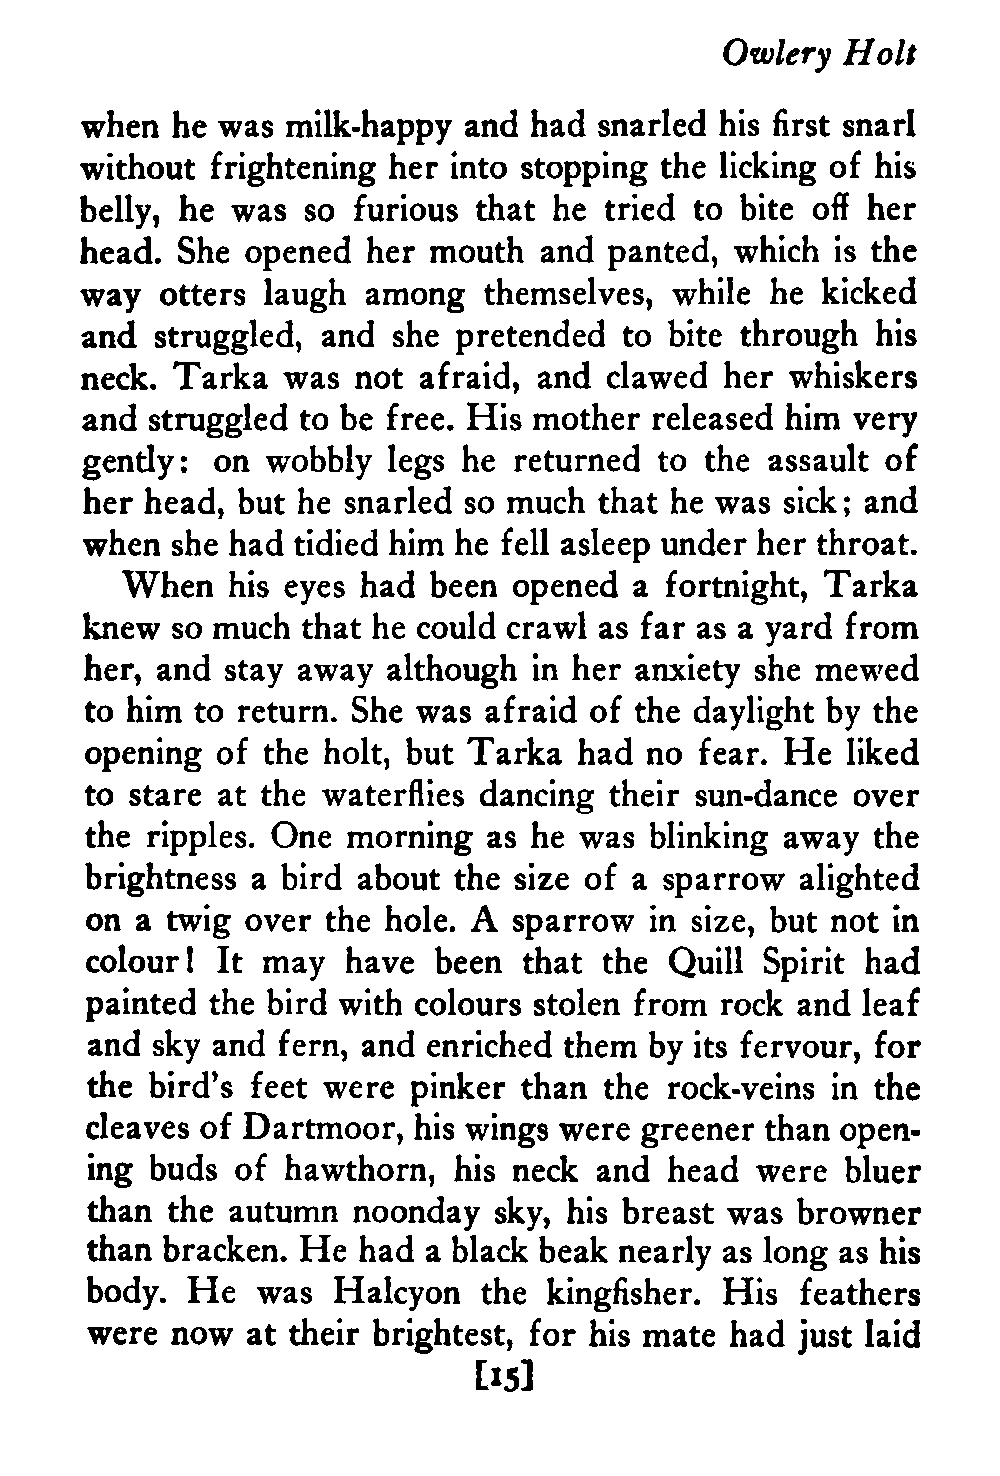 Owlery Holt
when he was milk-happy and had snarled his first snarl
without frightening her into stopping the licking of his
belly, he was so furious that he tried to bite off her
head. She opened her mouth and panted, which is the
way otters laugh among themselves, while he kicked
and struggled, and she pretended to bite through his
neck. Tarka was not afraid, and clawed her whiskers
and struggled to be free. His mother released him very
gently: on wobbly legs he returned to the assault of
her head, but he snarled so much that he was sick; and
when she had tidied him he fell asleep under her throat.
When his eyes had been opened a fortnight, Tarka
knew so much that he could crawl as far as a yard from
her, and stay away although in her anxiety she mewed
to him to return. She was afraid of the daylight by the
opening of the holt, but Tarka had no fear. He liked
to stare at the waterflies dancing their sun-dance over
the ripples. One morning as he was blinking away the
brightness a bird about the size of a sparrow alighted
on a twig over the hole. A sparrow in size, but not in
colour! It may have been that the Quill Spirit had
painted the bird with colours stolen from rock and leaf
and sky and fern, and enriched them by its fervour, for
the bird's feet were pinker than the rock-veins in the
cleaves of Dartmoor, his wings were greener than open-
ing buds of hawthorn, his neck and head were bluer
than the autumn noonday sky, his breast was browner
than bracken. He had a black beak nearly as long as his
body. He was Halcyon the kingfisher. His feathers
were now at their brightest, for his mate had just laid
[15]